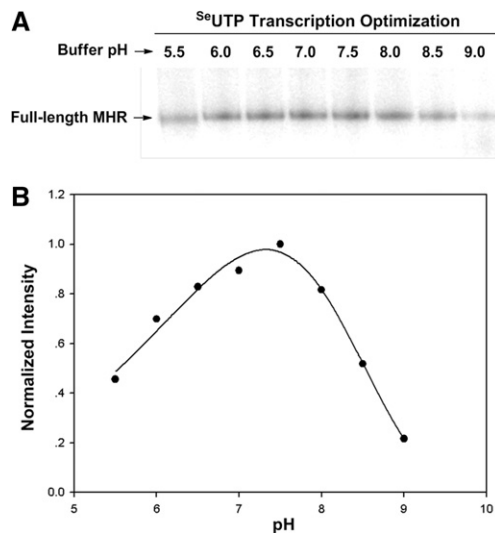 A
SeUTP Transcription Optimization
Buffer pH 5.5 6.0 6.5 7.0 7.5 8.0 8.5 9.0
Full-length MHR
B
1.2
1.0
.8
.6
.4
.2
0.0
Normalized Intensity
5 6 7 8 9 10
pH